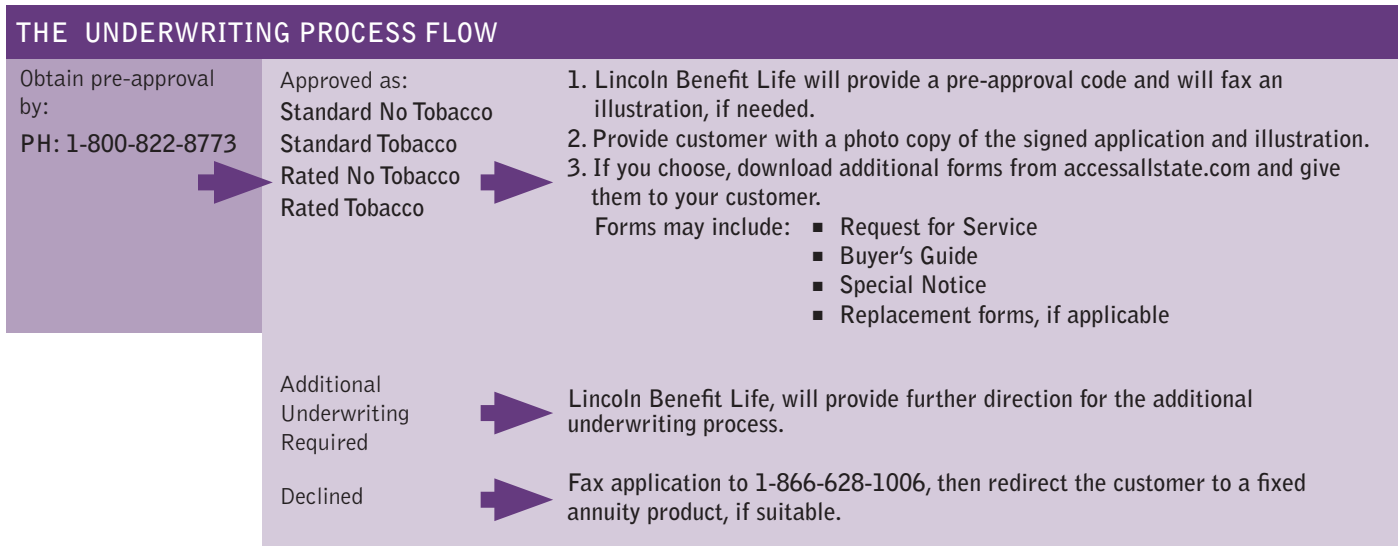 THE UNDERWRITING PROCESS FLOW
Obtain pre-approval
by:
PH: 1-800-822-8773
Approved as:
Standard No Tobacco
Standard Tobacco
Rated No Tobacco
Rated Tobacco
1. Lincoln Benefit Life will provide a pre-approval code and will fax an
illustration, if needed.
2. Provide customer with a photo copy of the signed application and illustration.
3. If you choose, download additional forms from accessallstate.com and give
them to your customer.
Forms may include: ■ Request for Service
■ Buyer's Guide
■ Special Notice
■ Replacement forms, if applicable
Additional
Underwriting
Required
Lincoln Benefit Life, will provide further direction for the additional
underwriting process.
Declined
Fax application to 1-866-628-1006, then redirect the customer to a fixed
annuity product, if suitable.